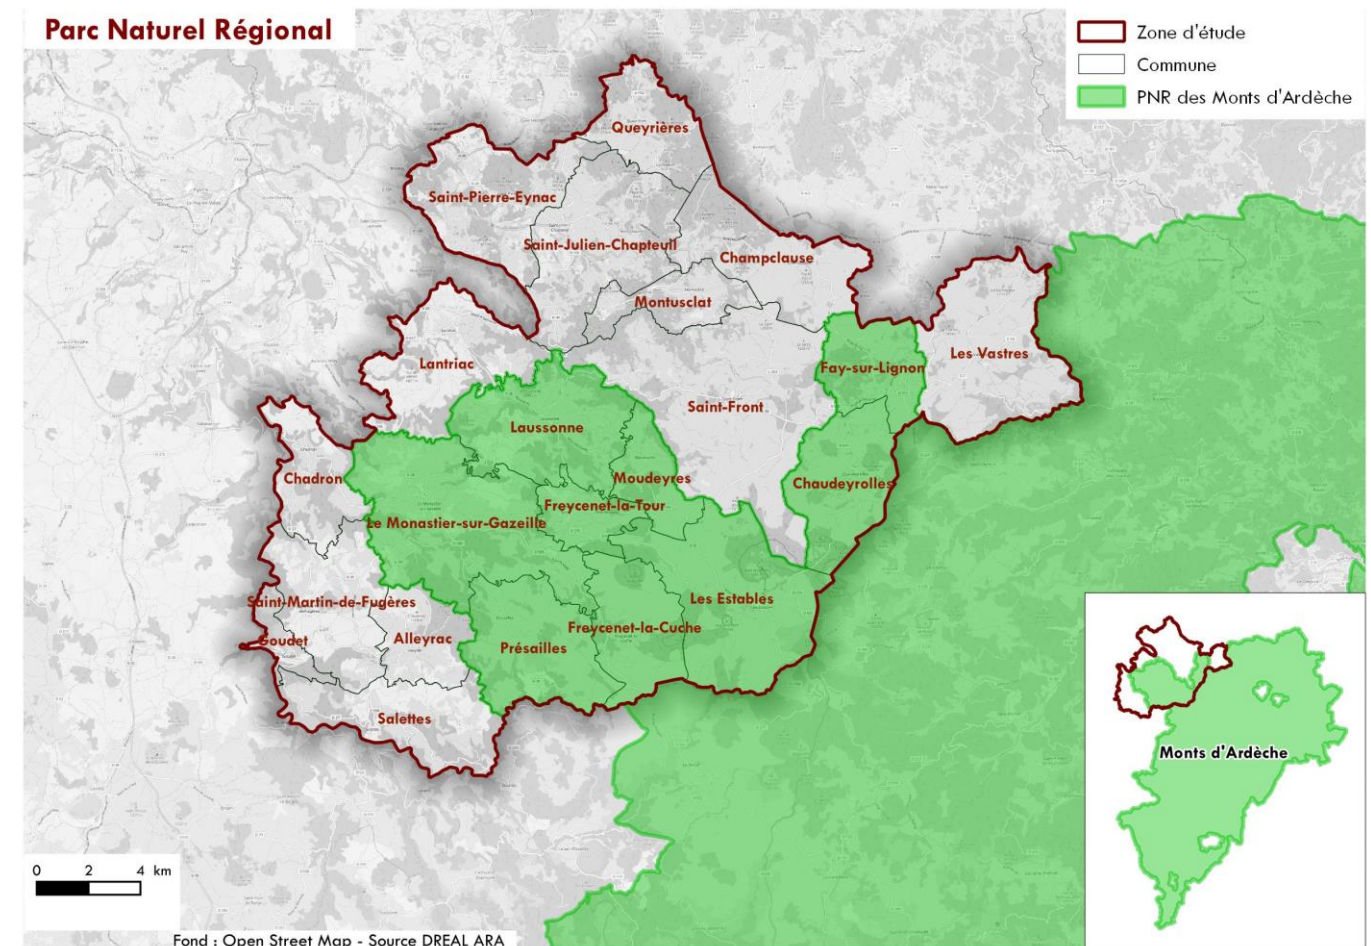 Parc Naturel Régional
Zone d'étude
Commune
PNR des Monts d'Ardèche
Queyrières
Saint-Pierre-Eynac
Saint-Julien-Chapteuil
Champclause
Montusclat
Les Vastres
Lantriac
Fay-sur-Lignon
Saint-Front
Laussonne
Chadron
Moudeyres
Chaudeyrolles
Freycenet-la-Tour
Le Monastier-sur-Gazeille
Les Estables
Saint-Martin-de-Fugères
Freycenet-la-Cuche
Goudet
Alleyrac
Présailles
Salettes
Monts d'Ardèche
0 2 4 km
Fond : Open Street Map - Source DREAL ARA